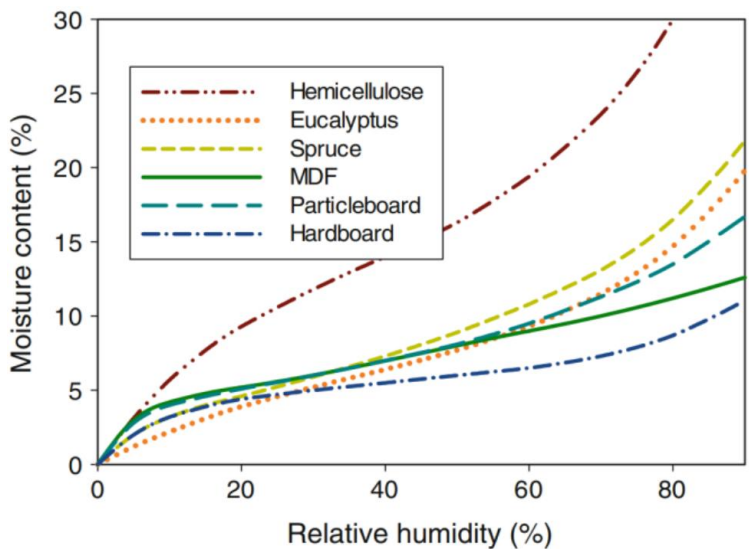 Moisture content (%)
30
25
20
15
10
5
0
Hemicellulose
Eucalyptus
Spruce
MDF
Particleboard
Hardboard
0 20 40 60 80
Relative humidity (%)